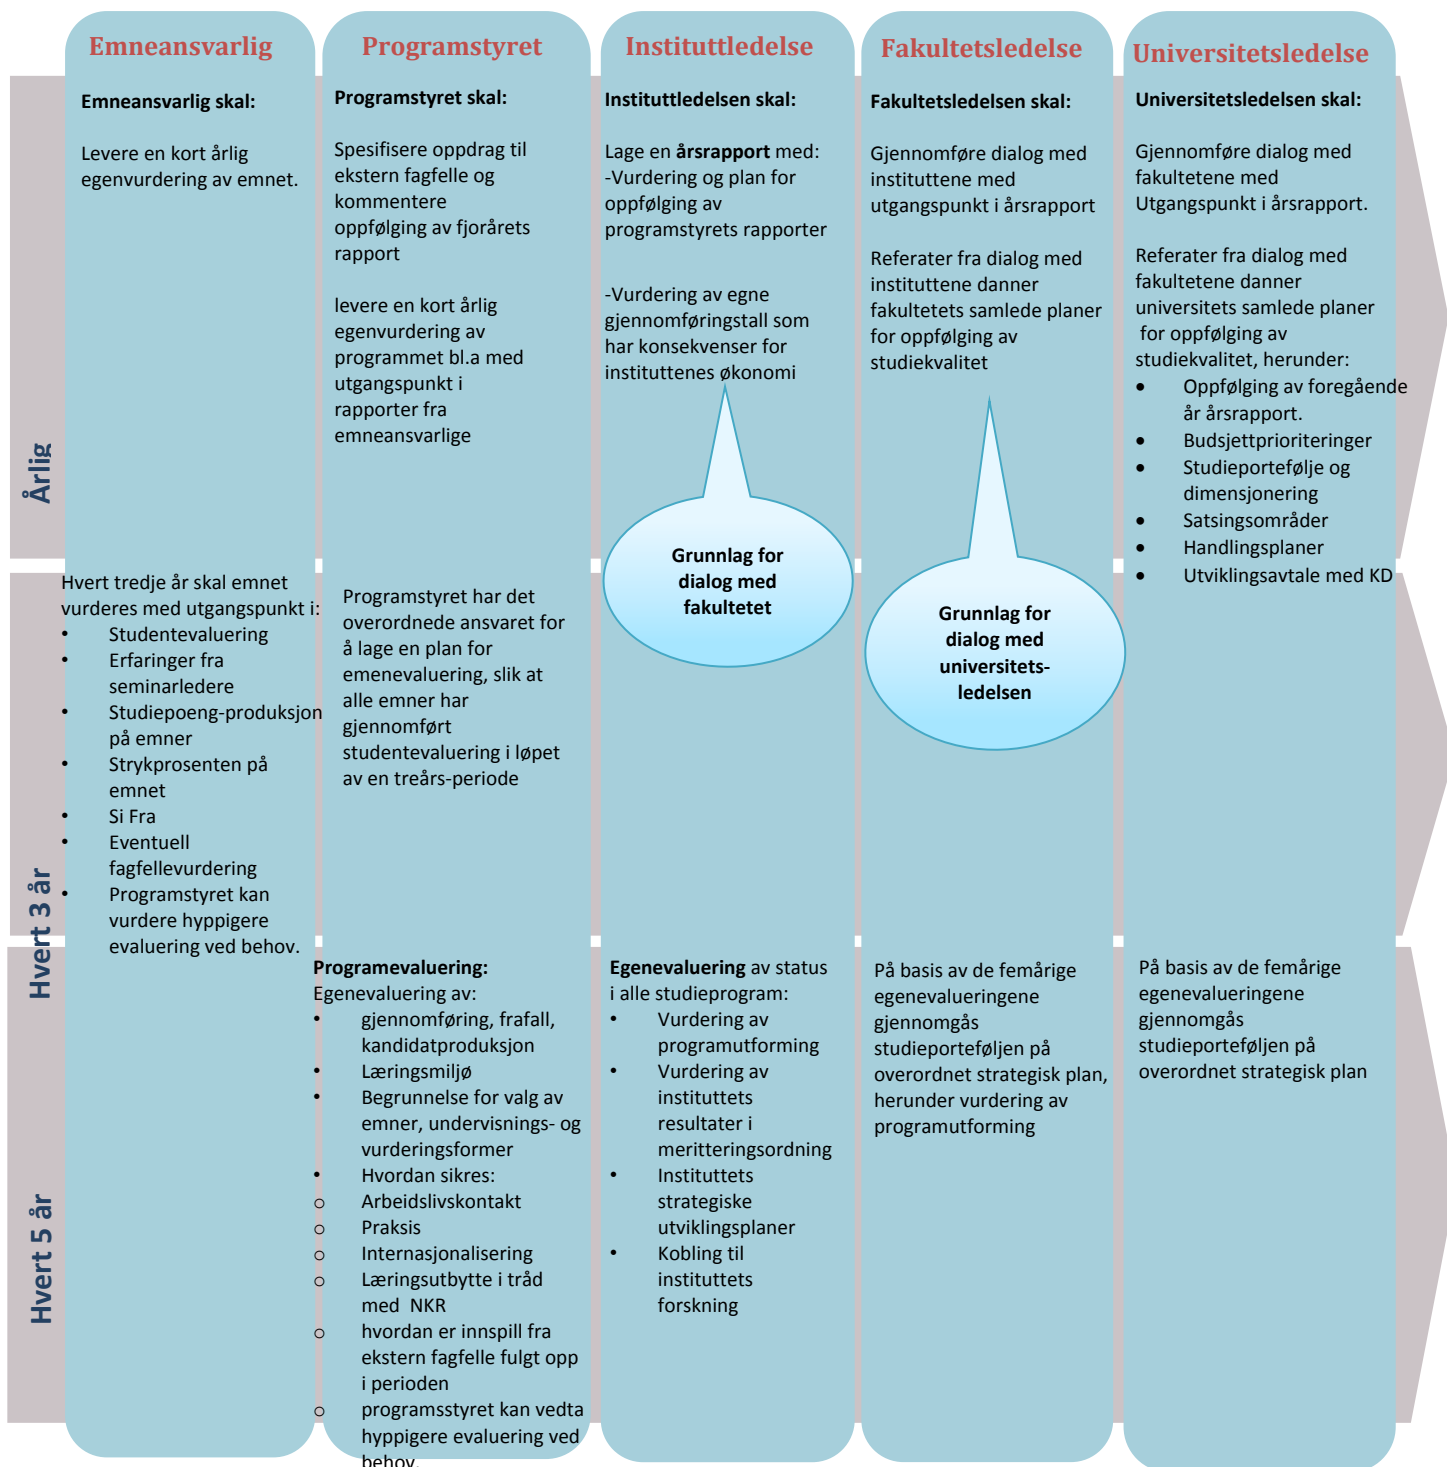 Emneansvarlig
Emneansvarlig skal:
Levere en kort årlig
egenvurdering av emnet.
Hvert tredje år skal emnet
vurderes med utgangspunkt i:
• Studentevaluering
• Erfaringer fra
seminarledere
• Studiepoeng-produksjon
på emner
• Strykprosenten på
emnet
• Si Fra
• Eventuell
fagfellevurdering
• Programstyret kan
vurdere hyppigere
evaluering ved behov.
Programstyret
Programstyret skal:
Spesifisere oppdrag til
ekstern fagfelle og
kommentere
oppfølging av fjorårets
rapport
levere en kort årlig
egenvurdering av
programmet bl.a med
utgangspunkt i
rapporter fra
emneansvarlige
Programstyret har det
overordnede ansvaret for
å lage en plan for
emenevaluering, slik at
alle emner har
gjennomført
studentevaluering i løpet
av en treårs-periode
Programevaluering:
Egenevaluering av:
• gjennomføring, frafall,
kandidatproduksjon
• Læringsmiljø
• Begrunnelse for valg av
emner, undervisnings- og
vurderingsformer
• Hvordan sikres:
o Arbeidslivskontakt
o Praksis
o Internasjonalisering
o Læringsutbytte i tråd
med NKR
o hvordan er innspill fra
ekstern fagfelle fulgt opp
i perioden
o programsstyret kan vedta
hyppigere evaluering ved
behov.
Instituttledelse
Instituttledelsen skal:
Lage en årsrapport med:
-Vurdering og plan for
oppfølging av
programstyrets rapporter
-Vurdering av egne
gjennomføringstall som
har konsekvenser for
instituttenes økonomi
Grunnlag for
dialog med
fakultetet
Egenevaluering av status
i alle studieprogram:
• Vurdering av
programutforming
• Vurdering av
instituttets
resultater i
meritteringsordning
• Instituttets
strategiske
utviklingsplaner
• Kobling til
instituttets
forskning
Fakultetsledelse
Fakultetsledelsen skal:
Gjennomføre dialog med
instituttene med
utgangspunkt i årsrapport
Referater fra dialog med
instituttene danner
fakultetets samlede planer
for oppfølging av
studiekvalitet
Grunnlag for
dialog med
universitets-
ledelsen
På basis av de femårige
egenevalueringene
gjennomgås
studieporteføljen på
overordnet strategisk plan,
herunder vurdering av
programutforming
Universitetsledelse
Universitetsledelsen skal:
Gjennomføre dialog med
fakultetene med
Utgangspunkt i årsrapport.
Referater fra dialog med
fakultetene danner
universitets samlede planer
for oppfølging av
studiekvalitet, herunder:
• Oppfølging av foregående
år årsrapport.
• Budsjettprioriteringer
• Studieportefølje og
dimensjonering
• Satsingsområder
• Handlingsplaner
• Utviklingsavtale med KD
På basis av de femårige
egenevalueringene
gjennomgås
studieporteføljen på
overordnet strategisk plan
Årlig
Hvert 3 år
Hvert 5 år